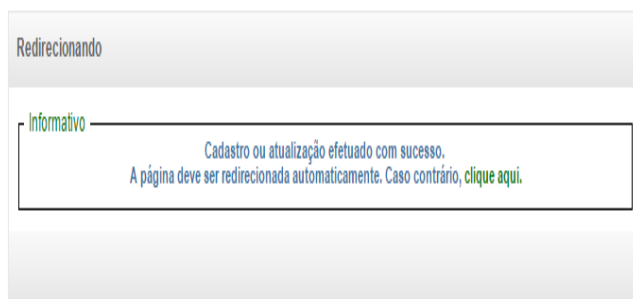 Redirecionando
Informativo
Cadastro ou atualização efetuado com sucesso.
A página deve ser redirecionada automaticamente. Caso contrário, clique aqui.